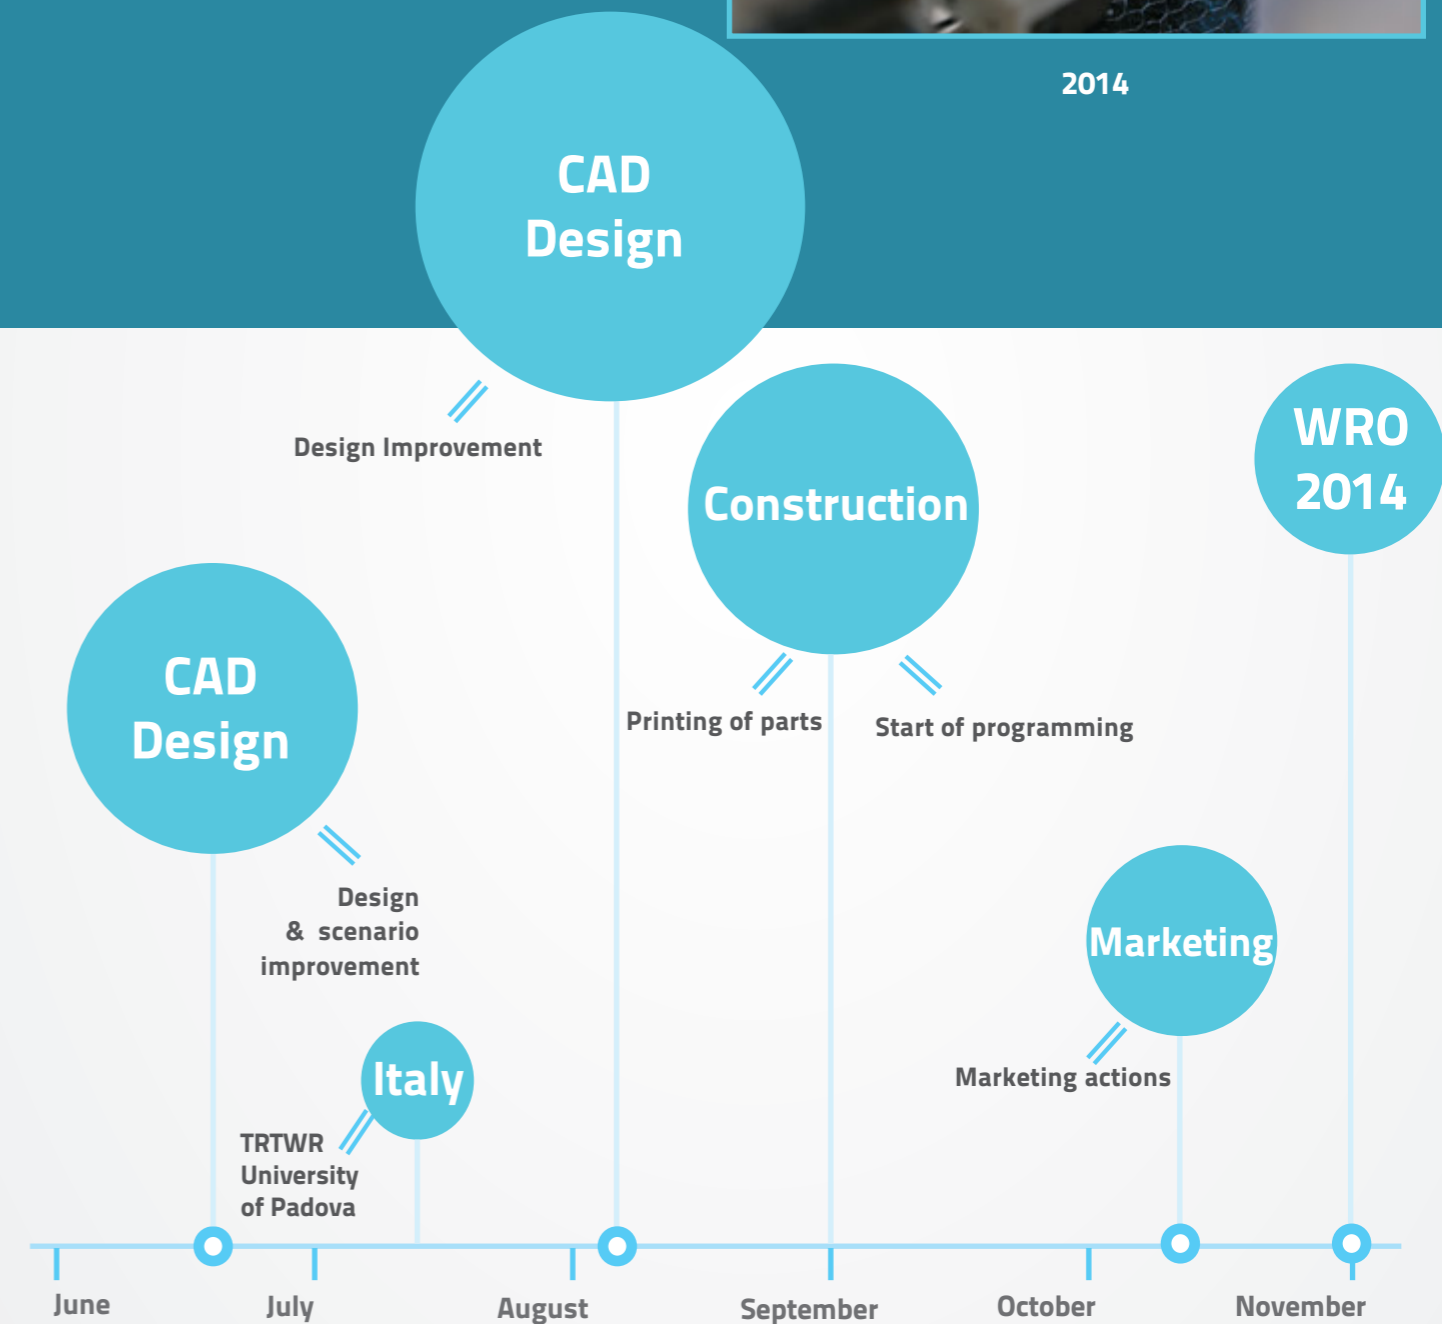 2014
CAD
Design
Design Improvement
WRO
2014
Construction
CAD
Design
Printing of parts
Start of programming
Design
&  scenario
improvement
Marketing
Marketing actions
Italy
TRTWR
University
of Padova
June
July
August
September
October
November